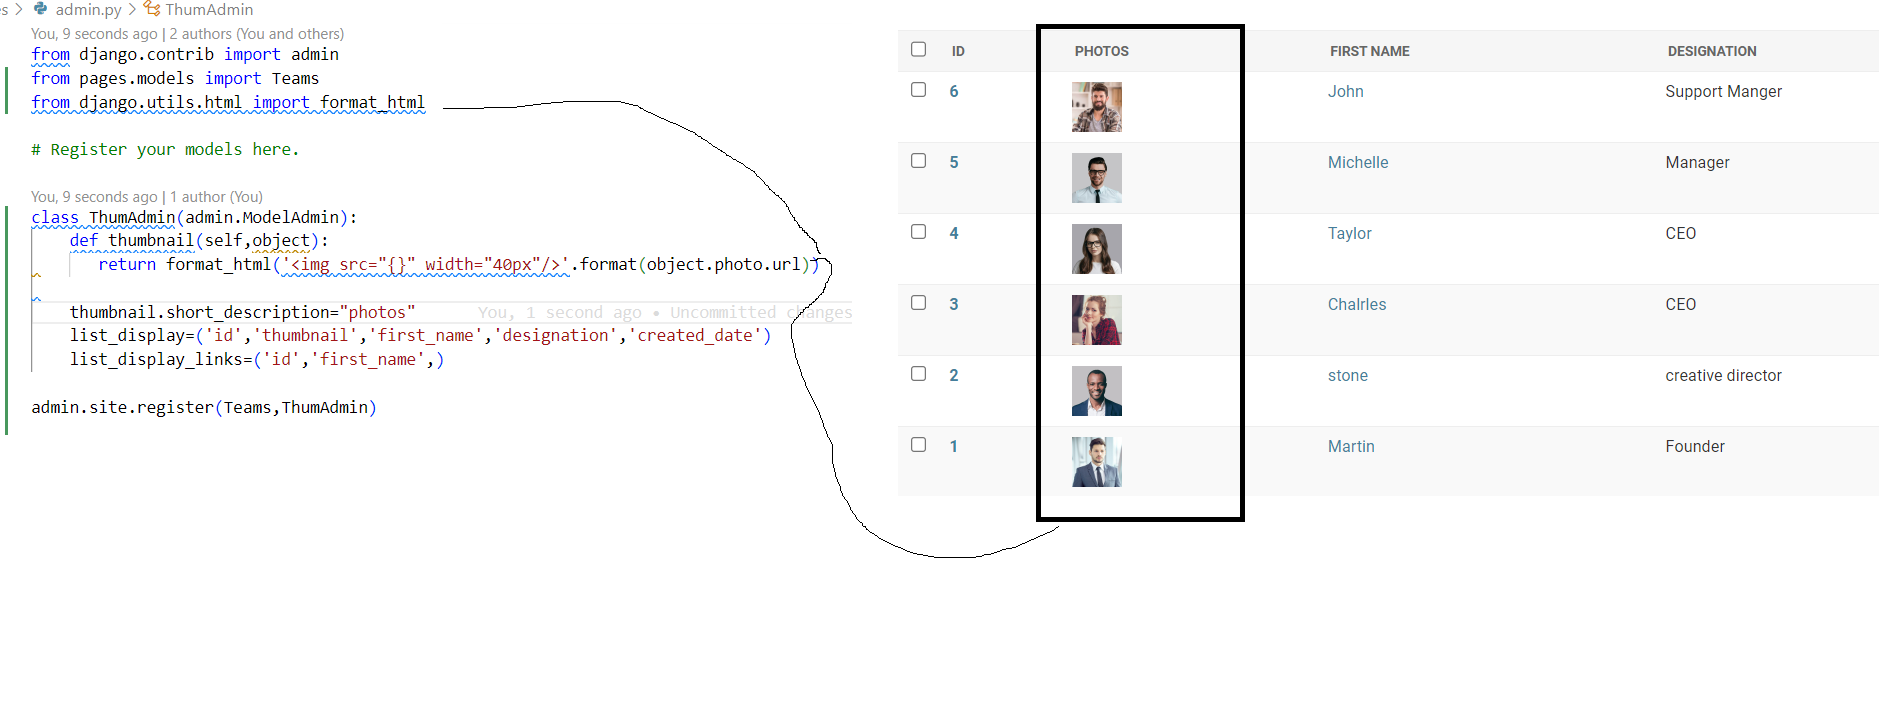 s > admin.py > ThumAdmin
You, 9 seconds ago | 2 authors (You and others)
from django.contrib import admin
from pages.models import Teams
from django.utils.html import format_html
# Register your models here.
You, 9 seconds ago | 1 author (You)
class ThumAdmin(admin.ModelAdmin):
def thumbnail(self,object):
return format_html('<img src="{}" width="40px"/>'.format(object.photo.url))
thumbnail.short_description="photos" You, 1 second ago • Uncommitted changes
list_display=('id','thumbnail','first_name','designation','created_date')
list_display_links=('id','first_name',)
admin.site.register(Teams,ThumAdmin)
ID PHOTOS FIRST NAME DESIGNATION
6 John Support Manger
5 Michelle Manager
4 Taylor CEO
3 Chalrles CEO
2 stone creative director
1 Martin Founder